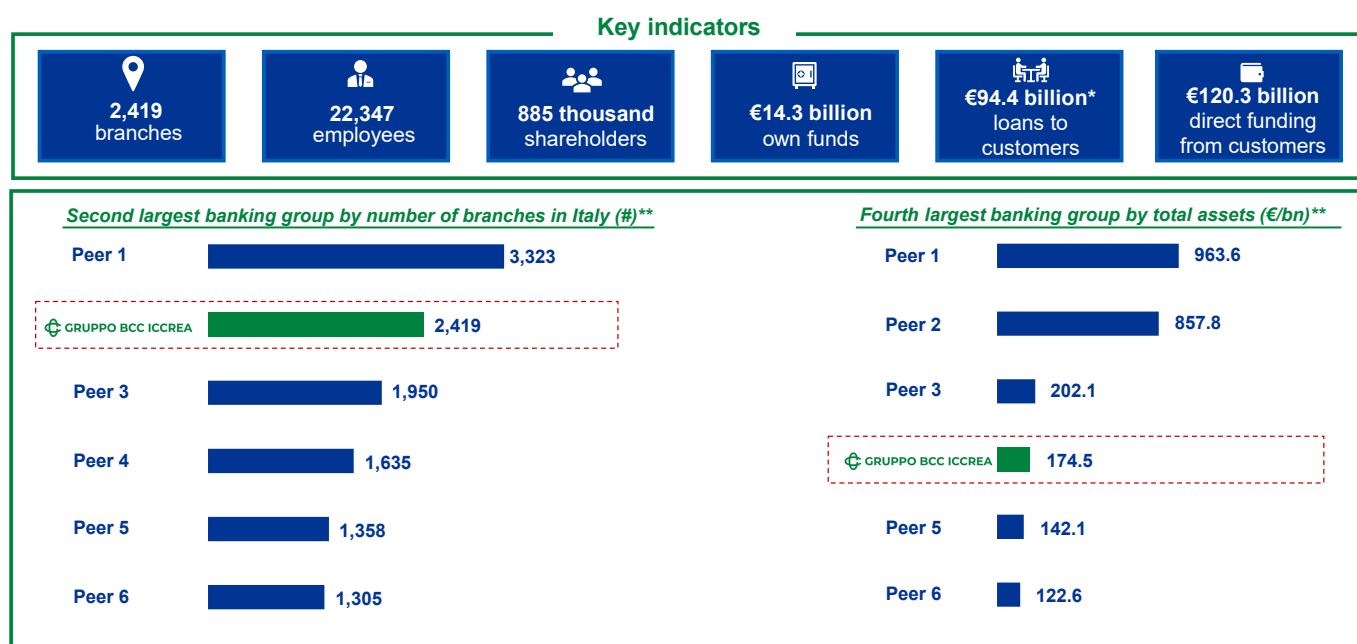 Key indicators
2,419
branches
22,347
employees
885 thousand
shareholders
€14.3 billion
own funds
€94.4 billion*
loans to
customers
€120.3 billion
direct funding
from customers
Second largest banking group by number of branches in Italy (#)**
Peer 1 3,323
GRUPPO BCC ICCREA 2,419
Peer 3 1,950
Peer 4 1,635
Peer 5 1,358
Peer 6 1,305
Fourth largest banking group by total assets (€/bn)**
Peer 1 963.6
Peer 2 857.8
Peer 3 202.1
GRUPPO BCC ICCREA 174.5
Peer 5 142.1
Peer 6 122.6